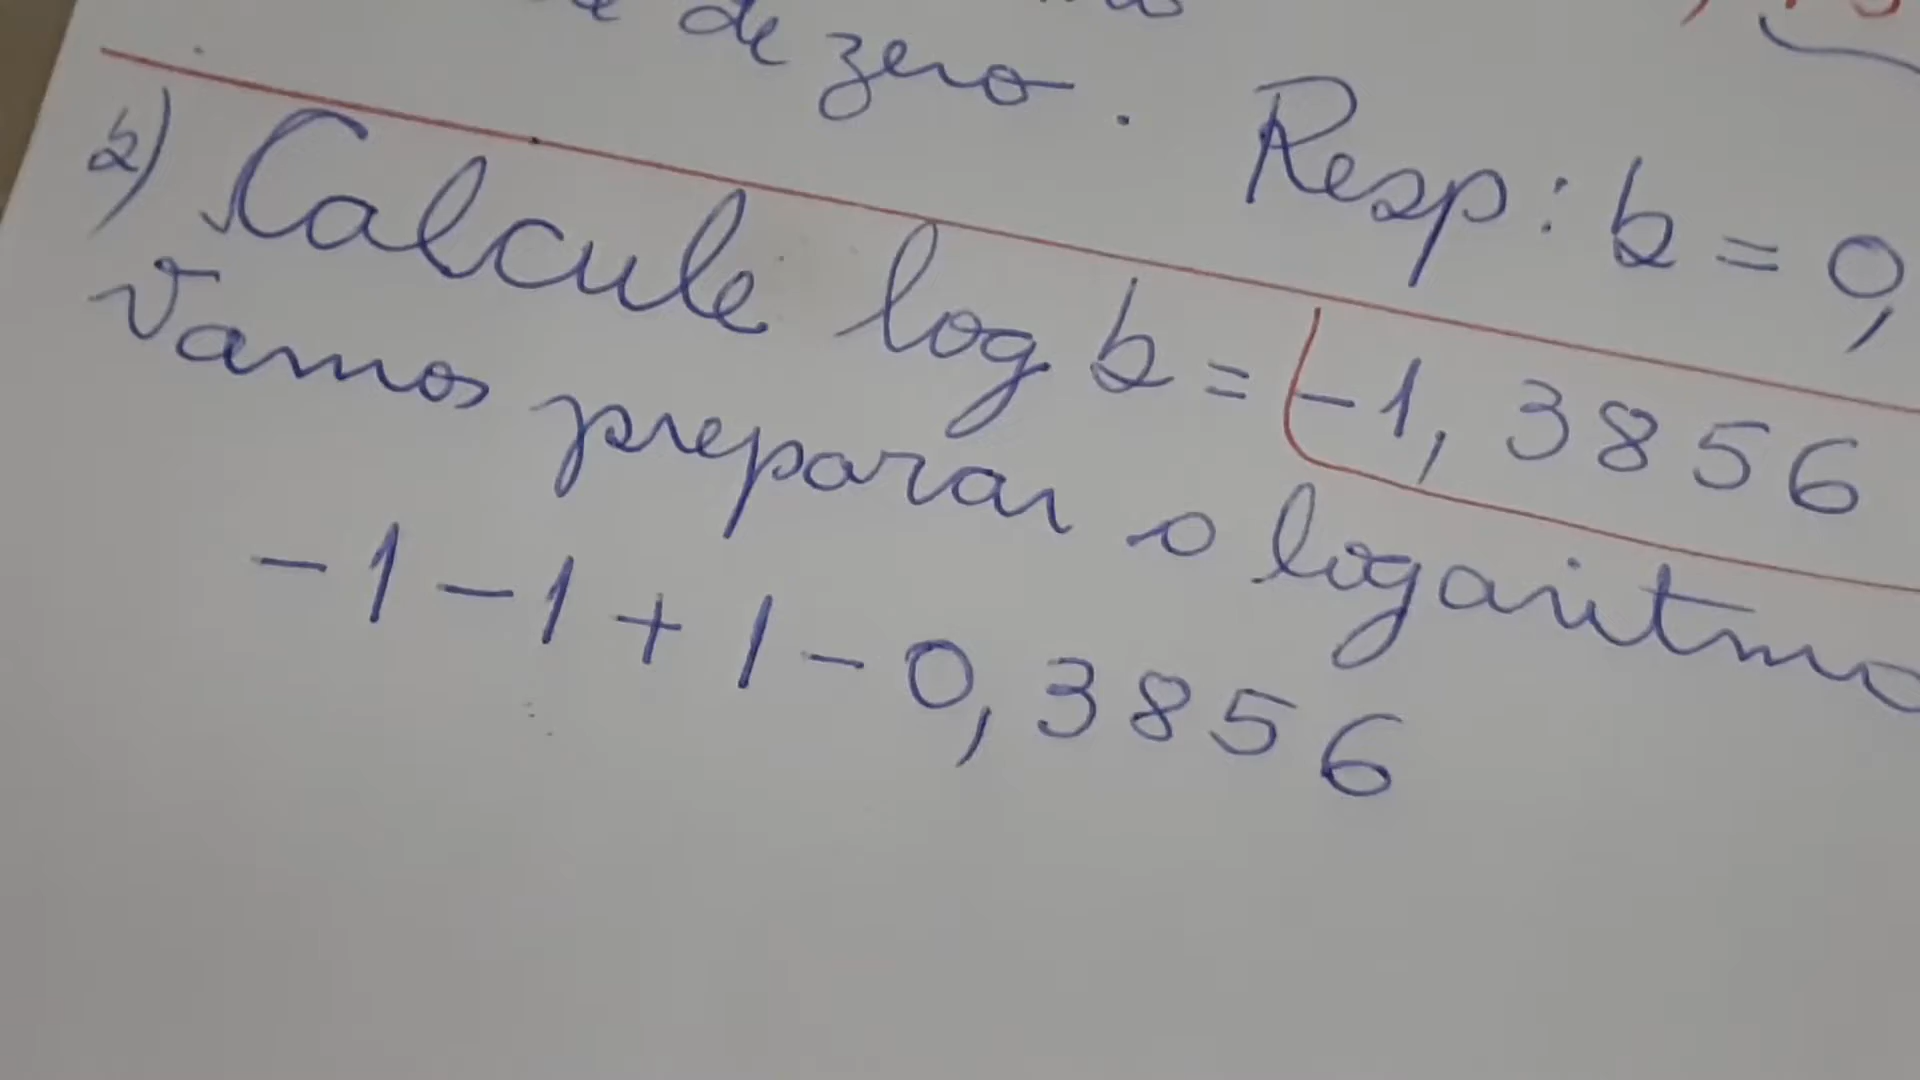 de zero. Resp: b = 0,
2) Calcule log b = -1,3856
Vamos preparar o logaritmo
-1-1+1-0,3856